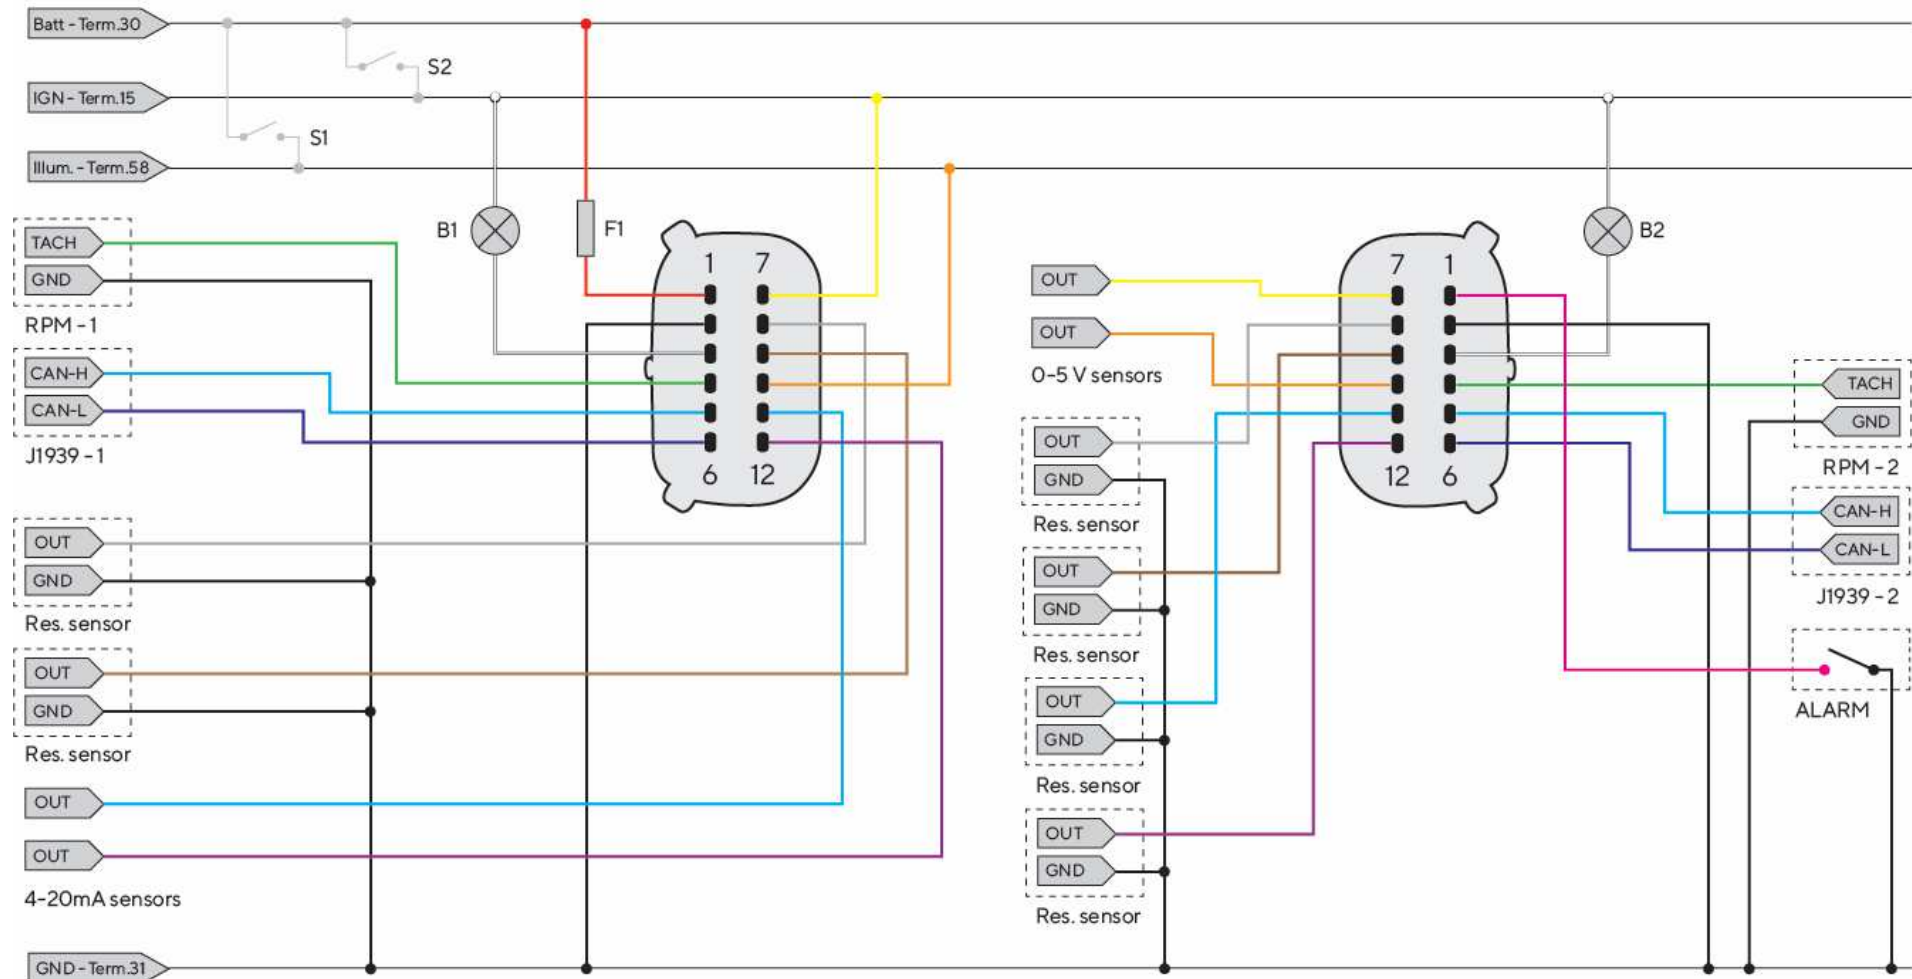 Batt - Term.30
S2
IGN - Term.15
S1
Illum. - Term.58
B1
F1
B2
TACH
GND
RPM - 1
CAN-H
CAN-L
J1939 - 1
1 7
6 12
OUT
GND
Res. sensor
OUT
GND
Res. sensor
OUT
OUT
4-20mA sensors
GND - Term.31
OUT
OUT
0-5 V sensors
7 1
12 6
OUT
GND
Res. sensor
OUT
GND
Res. sensor
OUT
GND
Res. sensor
OUT
GND
Res. sensor
TACH
GND
RPM - 2
CAN-H
CAN-L
J1939 - 2
ALARM